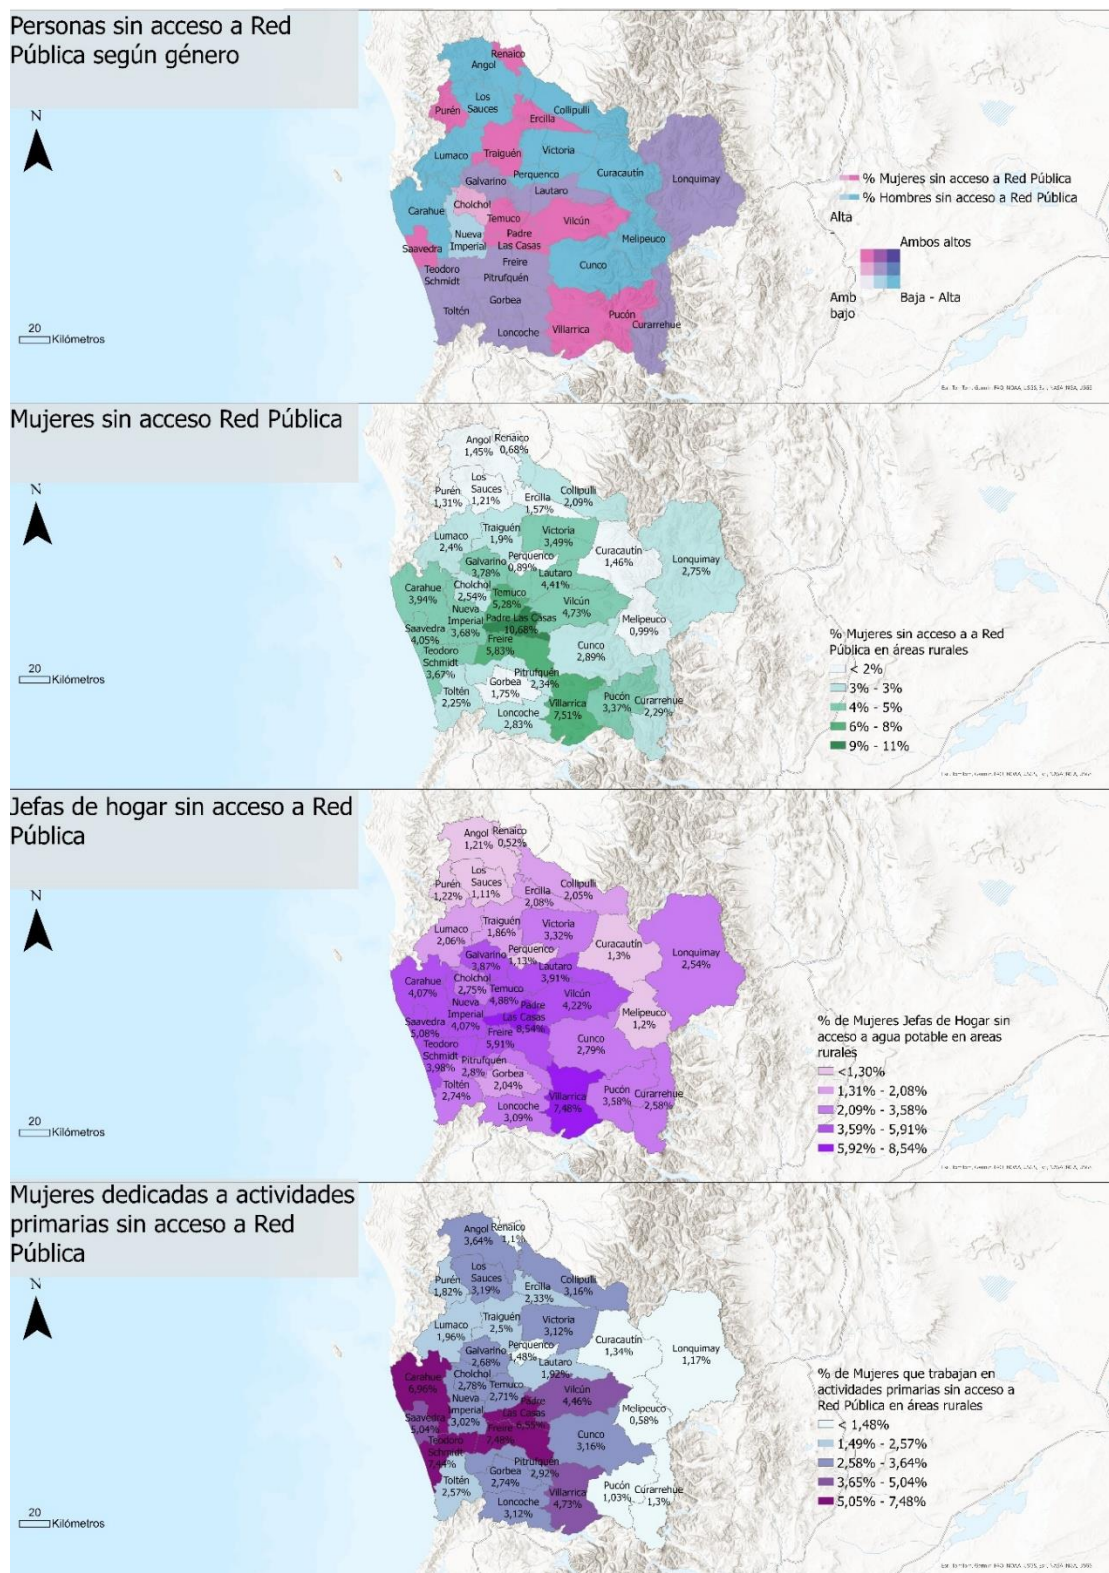 Personas sin acceso a Red
Pública según género
N
20
Kilómetros
Renaico
Angol
Los
Sauces
Purén
Collipulli
Ercilla
Lumaco
Traiguén
Victoria
Curacautín
Perquenco
Galvarino
Lautaro
Lonquimay
Carahue
Cholchol
Temuco
Vilcún
Nueva
Imperial
Padre
Las Casas
Melipeuco
Saavedra
Freire
Cunco
Teodoro
Schmidt
Pitrufquén
Gorbea
Toltén
Pucón
Loncoche
Villarrica
Curarrehue
% Mujeres sin acceso a Red Pública
% Hombres sin acceso a Red Pública
Alta
-
Ambos altos
Amb
bajo
Baja - Alta
Mujeres sin acceso Red Pública
N
20
Kilómetros
Angol
1,45%
Renaico
0,68%
Los
Sauces
1,21%
Purén
1,31%
Collipulli
2,09%
Ercilla
1,57%
Lumaco
2,4%
Traiguén
1,9%
Victoria
3,49%
Curacautín
1,46%
Lonquimay
2,75%
Perquenco
0,89%
Galvarino
3,78%
Lautaro
4,41%
Carahue
3,94%
Cholchol
2,54%
Temuco
5,28%
Vilcún
4,73%
Nueva
Imperial
3,68%
Padre Las Casas
10,68%
Melipeuco
0,99%
Saavedra
4,05%
Freire
5,83%
Cunco
2,89%
Teodoro
Schmidt
3,67%
Pitrufquén
2,34%
Gorbea
1,75%
Toltén
2,25%
Villarrica
7,51%
Pucón
3,37%
Curarrehue
2,29%
Loncoche
2,83%
% Mujeres sin acceso a a Red
Pública en áreas rurales
< 2%
3% - 3%
4% - 5%
6% - 8%
9% - 11%
Jefas de hogar sin acceso a Red
Pública
N
20
Kilómetros
Angol
1,21%
Renaico
0,52%
Los
Sauces
1,11%
Purén
1,22%
Collipulli
2,05%
Ercilla
2,08%
Lumaco
2,06%
Traiguén
1,86%
Victoria
3,32%
Curacautín
1,3%
Lonquimay
2,54%
Perquenco
1,13%
Galvarino
3,87%
Lautaro
3,91%
Carahue
4,07%
Cholchol
2,75%
Temuco
4,88%
Vilcún
4,22%
Nueva
Imperial
4,07%
Padre
Las Casas
8,54%
Melipeuco
1,2%
Saavedra
5,08%
Freire
5,91%
Cunco
2,79%
Teodoro
Schmidt
3,98%
Pitrufquén
2,8%
Gorbea
2,04%
Toltén
2,74%
Villarrica
7,48%
Pucón
3,58%
Curarrehue
2,58%
Loncoche
3,09%
% de Mujeres Jefas de Hogar sin
acceso a agua potable en areas
rurales
<1,30%
1,31% - 2,08%
2,09% - 3,58%
3,59% - 5,91%
5,92% - 8,54%
Mujeres dedicadas a actividades
primarias sin acceso a Red
Pública
N
20
Kilómetros
Angol
3,64%
Renaico
1,1%
Los
Sauces
3,19%
Purén
1,82%
Collipulli
3,16%
Ercilla
2,33%
Lumaco
1,96%
Traiguén
2,5%
Victoria
3,12%
Curacautín
1,34%
Lonquimay
1,17%
Perquenco
1,48%
Galvarino
2,68%
Lautaro
1,92%
Carahue
6,96%
Cholchol
2,78%
Temuco
2,71%
Vilcún
4,46%
Nueva
Imperial
3,02%
Padre
Las Casas
6,55%
Melipeuco
0,58%
Saavedra
5,04%
Freire
7,48%
Cunco
3,16%
Teodoro
Schmidt
7,44%
Pitrufquén
2,92%
Gorbea
2,74%
Toltén
2,57%
Villarrica
4,73%
Pucón
1,03%
Curarrehue
1,3%
Loncoche
3,12%
% de Mujeres que trabajan en
actividades primarias sin acceso a
Red Pública en áreas rurales
< 1,48%
1,49% - 2,57%
2,58% - 3,64%
3,65% - 5,04%
5,05% - 7,48%